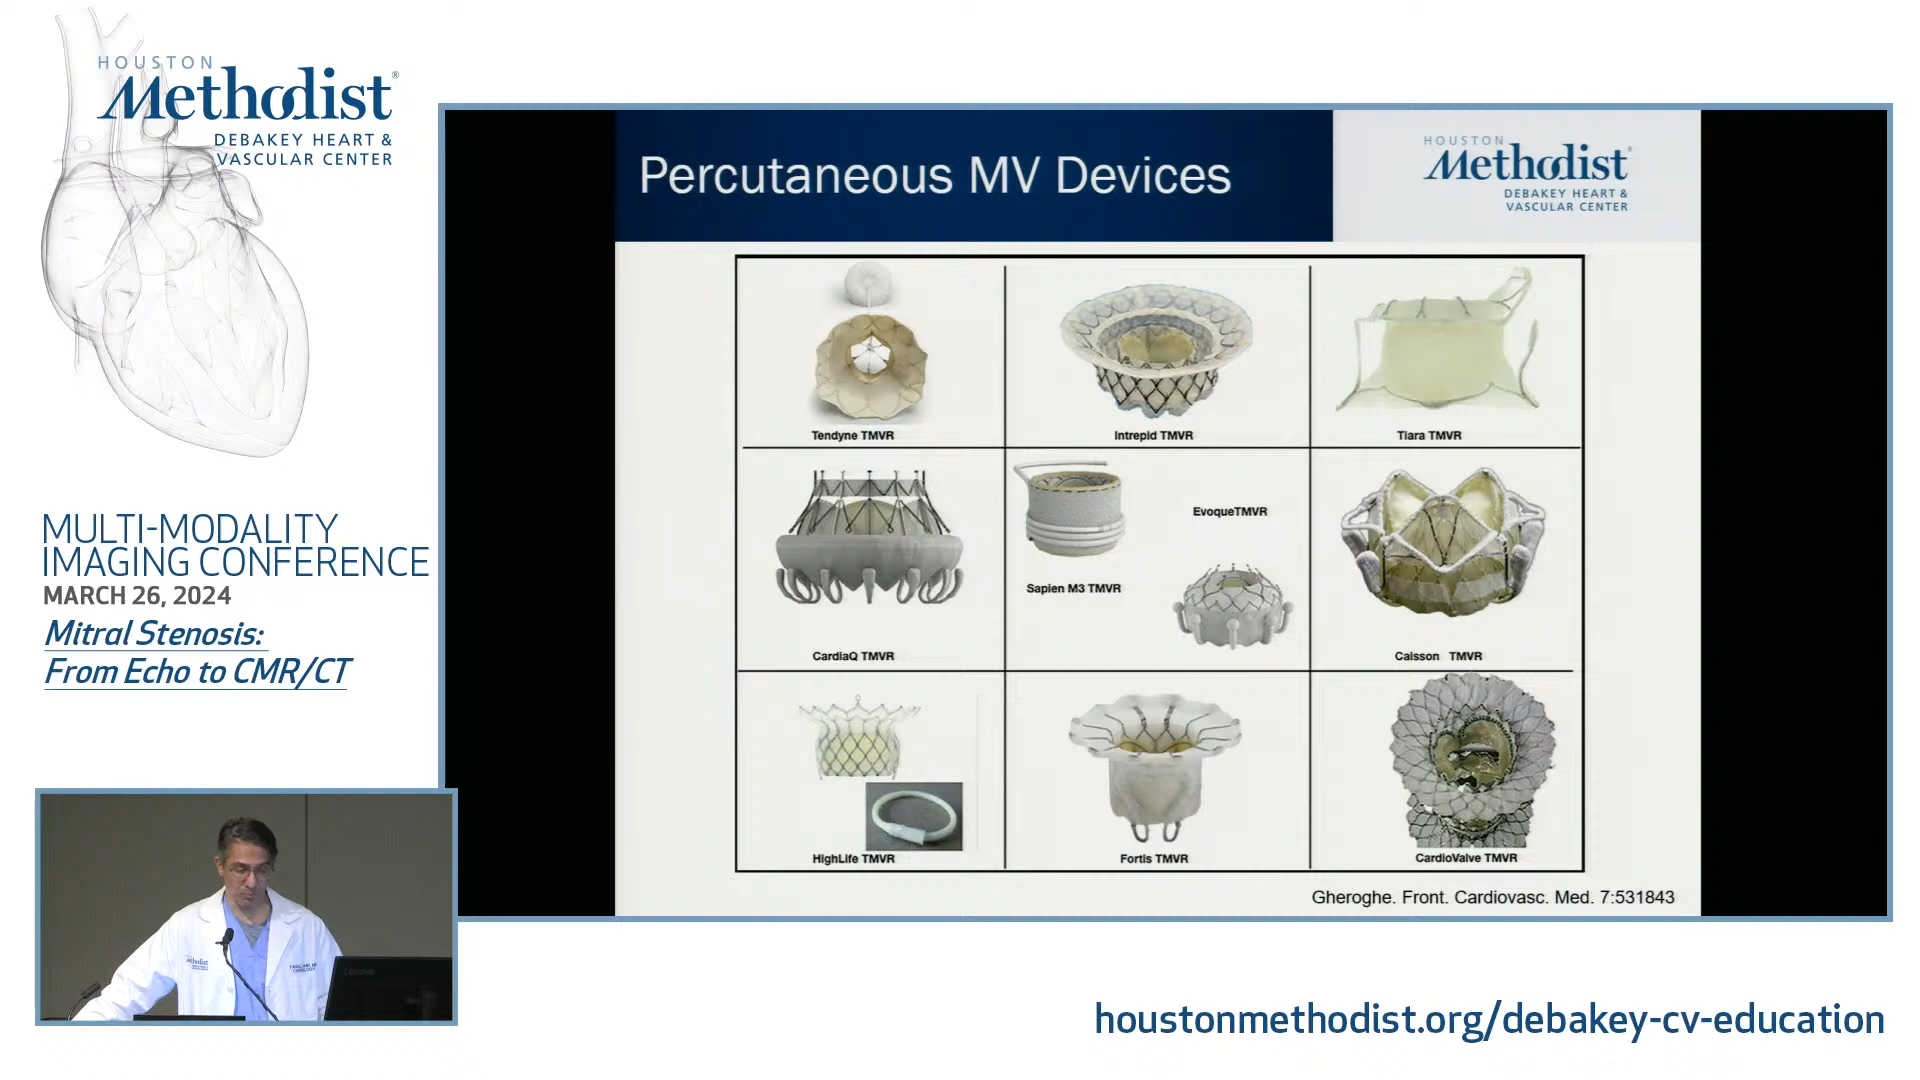 HOUSTON
Methodist®
DEBAKEY HEART &
VASCULAR CENTER
MULTI-MODALITY
IMAGING CONFERENCE
MARCH 26, 2024
Mitral Stenosis:
From Echo to CMR/CT
Percutaneous MV Devices
HOUSTON
Methodist
DEBAKEY HEART &
VASCULAR CENTER
Tendyne TMVR
Intrepid TMVR
Tiara TMVR
CardiaQ TMVR
Sapien M3 TMVR
EvoqueTMVR
Caisson TMVR
HighLife TMVR
Fortis TMVR
CardioValve TMVR
Gheroghe. Front. Cardiovasc. Med. 7:531843
Methodist
houstonmethodist.org/debakey-cv-education